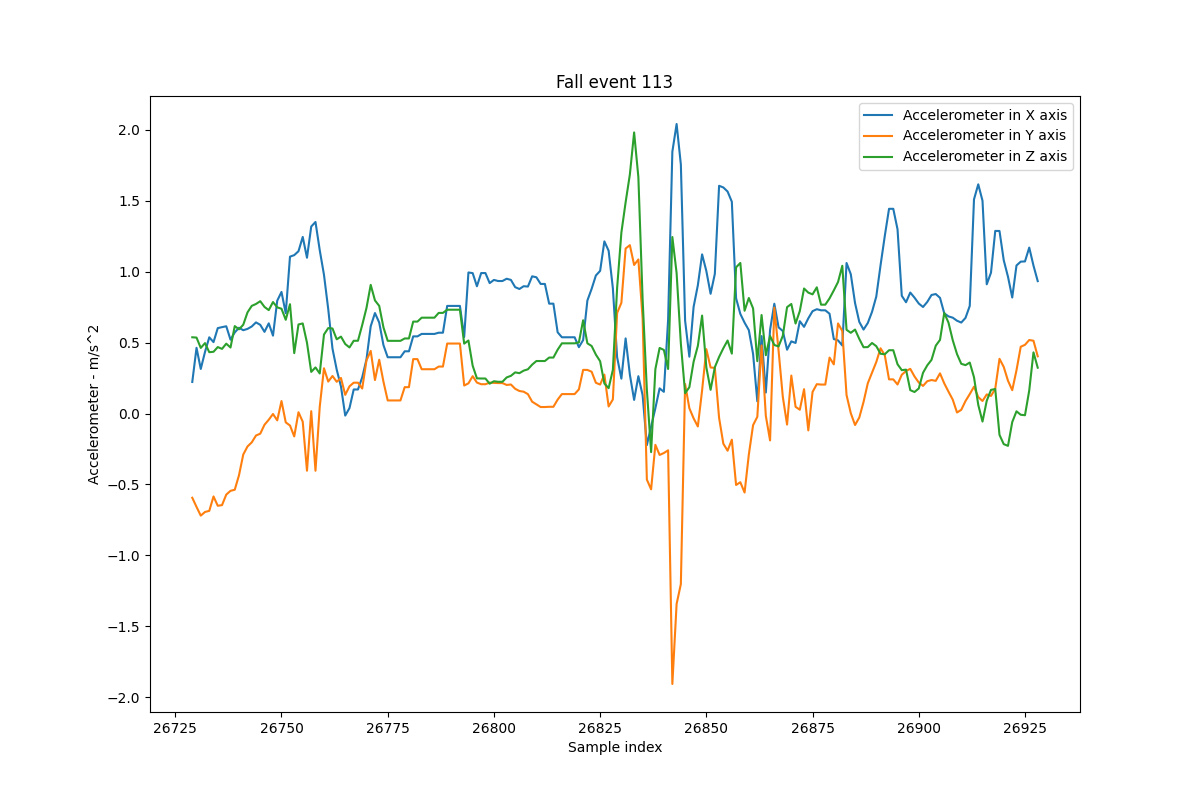 Fall event 113
Accelerometer in X axis
Accelerometer in Y axis
Accelerometer in Z axis
2.0
1.5
1.0
0.5
0.0
−0.5
−1.0
−1.5
−2.0
Accelerometer - m/s^2
26725 26750 26775 26800 26825 26850 26875 26900 26925
Sample index